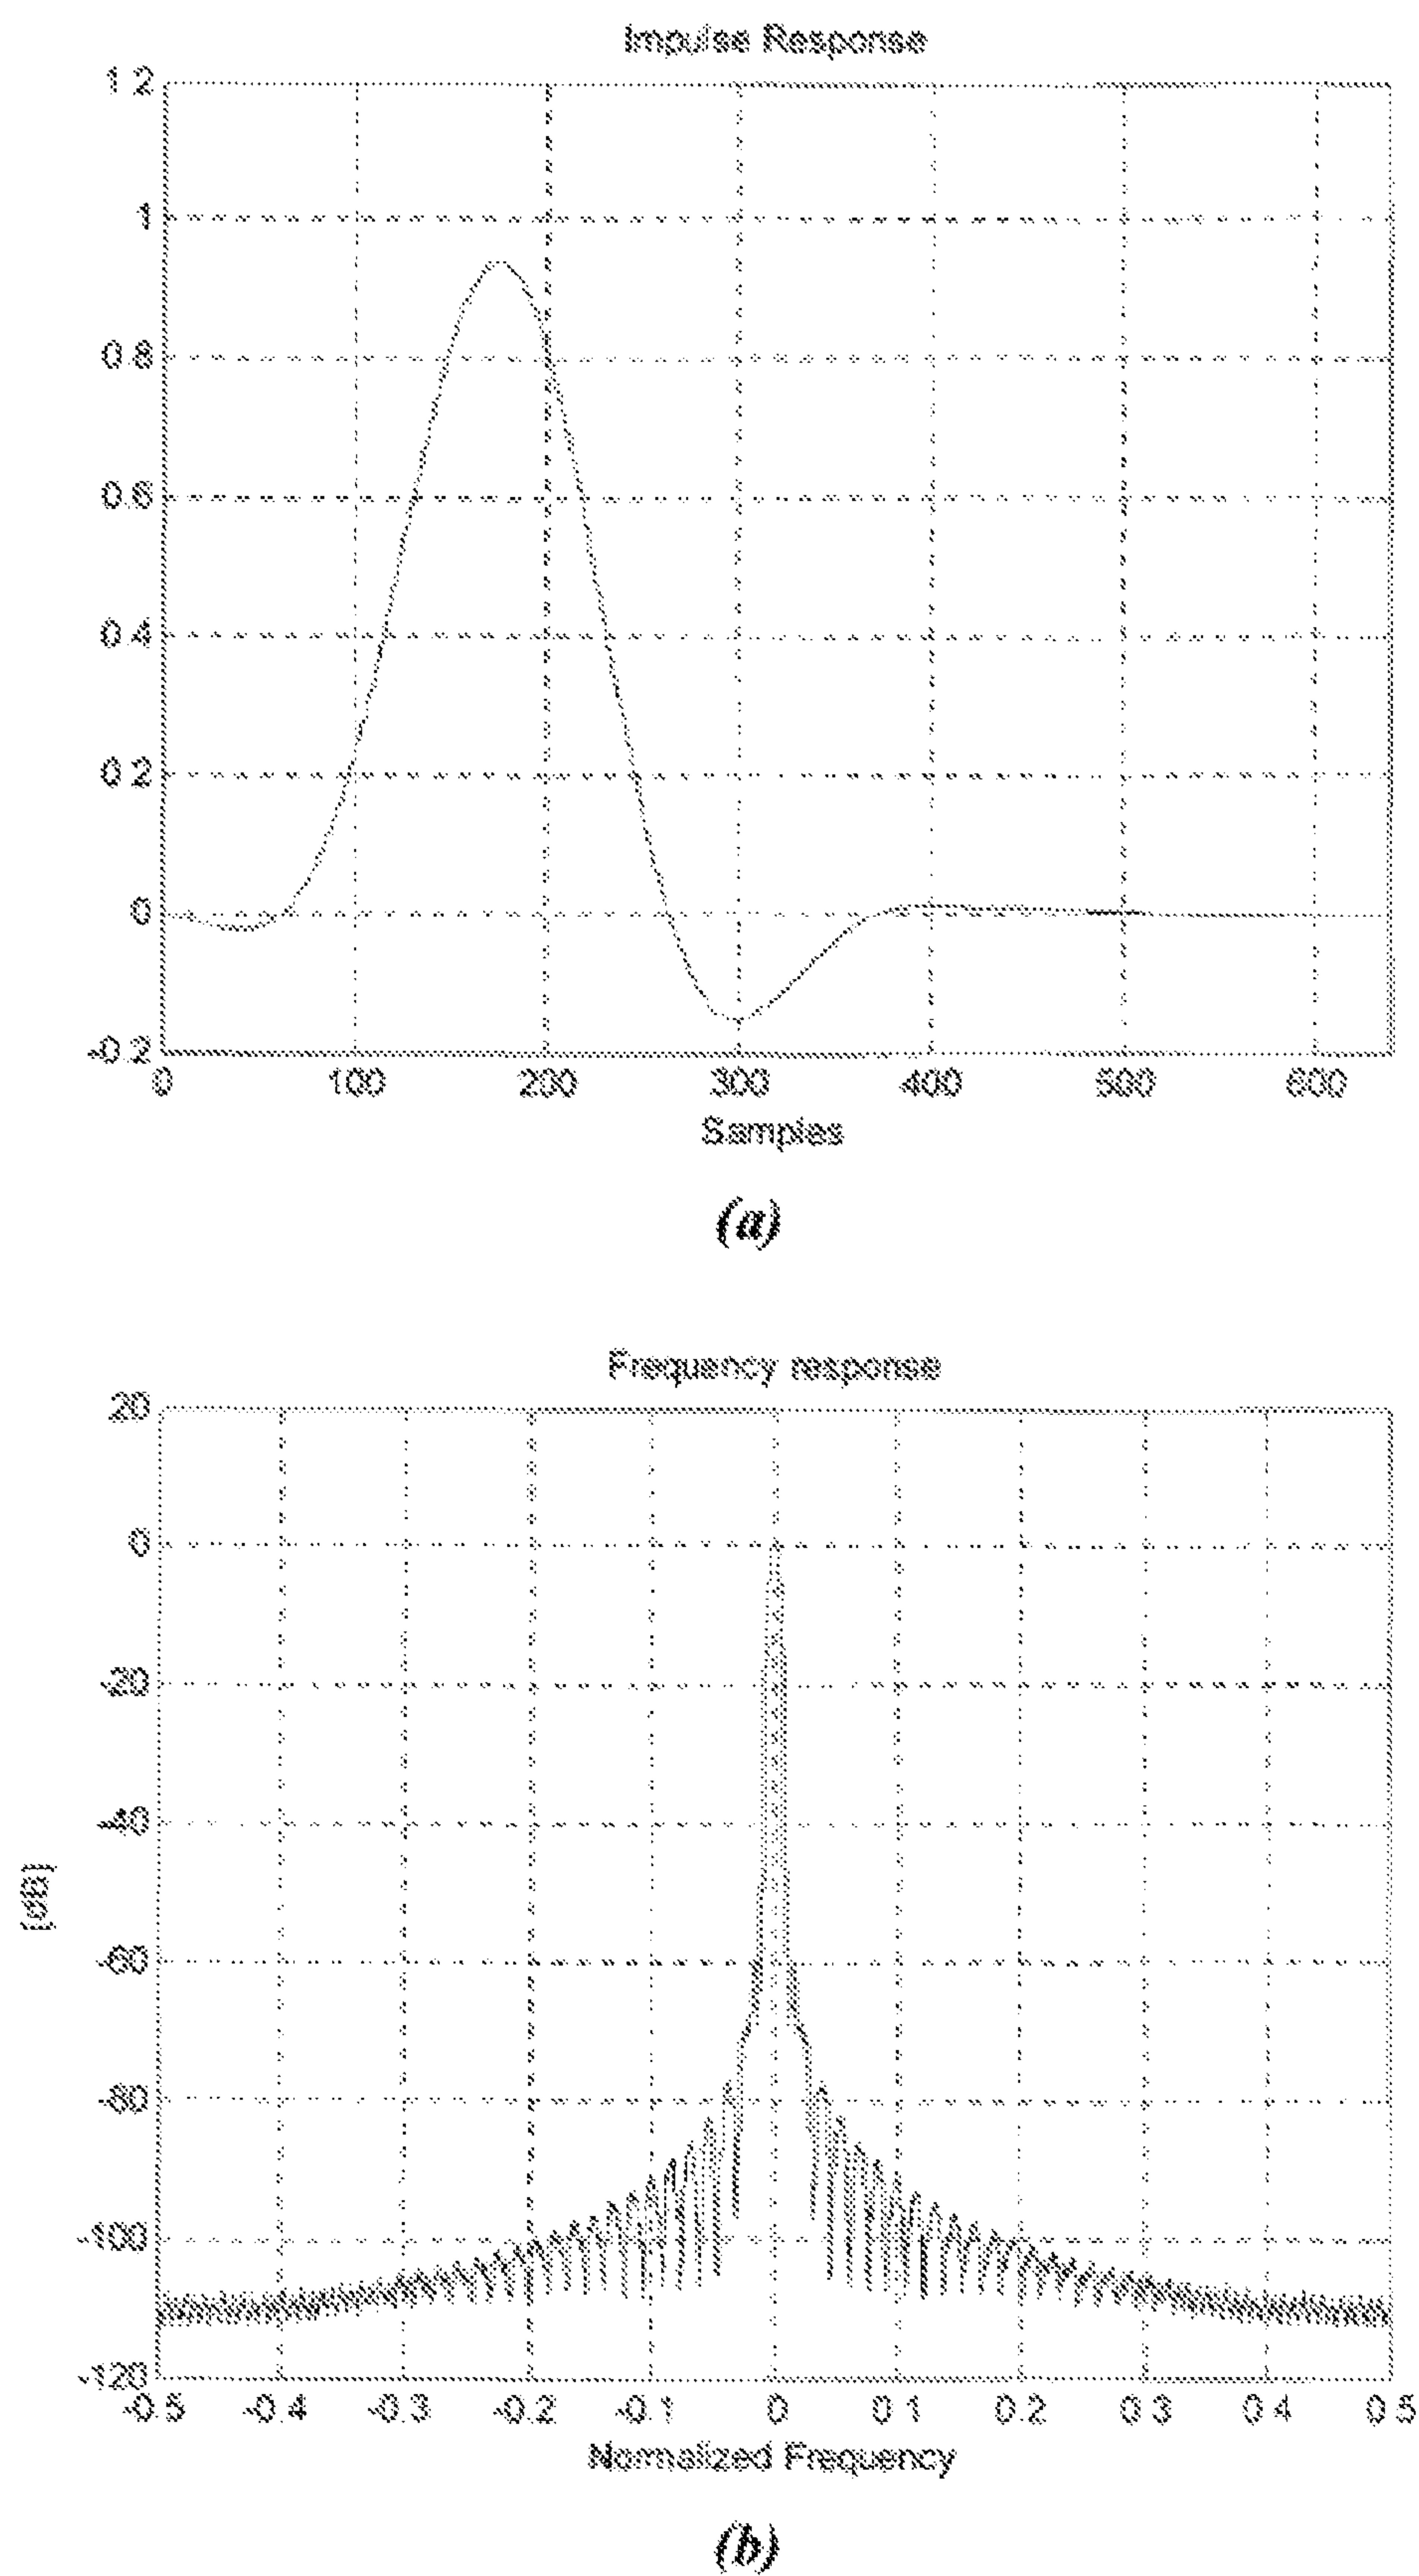 Impulse Response
1.2
1
0.8
0.6
0.4
0.2
0
-0.2
0 100 200 300 400 500 600
Samples
(a)
Frequency response
20
0
-20
-40
[dB]
-60
-80
-100
-120
-0.5 -0.4 -0.3 -0.2 -0.1 0 0.1 0.2 0.3 0.4 0.5
Normalized Frequency
(b)